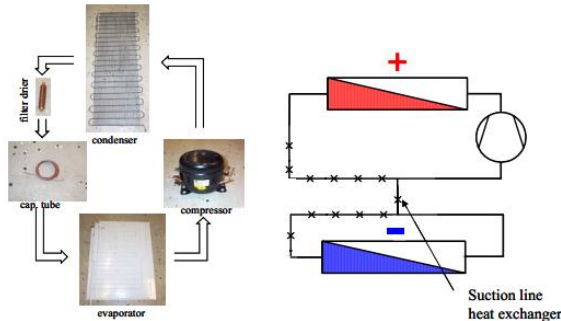 condenser
filter drier
cap. tube
compressor
evaporator
+
Suction line
heat exchanger